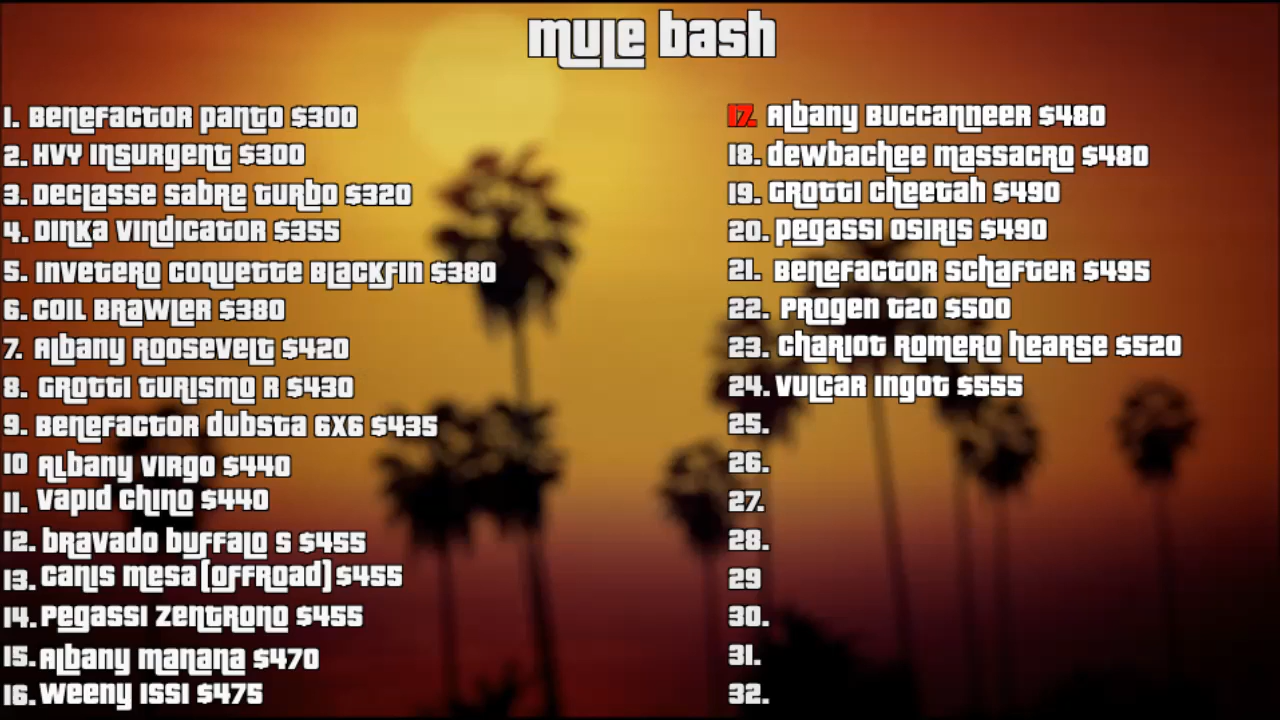 mule bash
1. Benefactor panto $300
2. HVY Insurgent $300
3. Declasse sabre turbo $320
4. Dinka Vindicator $355
5. Invetero Coquette Blackfin $380
6. Coil Brawler $380
7. Albany Roosevelt $420
8. Grotti turismo R $430
9. Benefactor dubsta 6x6 $435
10 Albany Virgo $440
11. Vapid chino $440
12. bravado buffalo S $455
13. canis mesa(offroad)$455
14. Pegassi Zentrono $455
15. Albany manana $470
16. Weeny Issi $475
17. Albany Buccanneer $480
18. dewbachee massacro $480
19. Grotti cheetah $490
20. pegassi osiris $490
21. Benefactor schafter $495
22. Progen t20 $500
23. chariot Romero hearse $520
24. Vulcar Ingot $555
25.
26.
27.
28.
29
30.
31.
32.